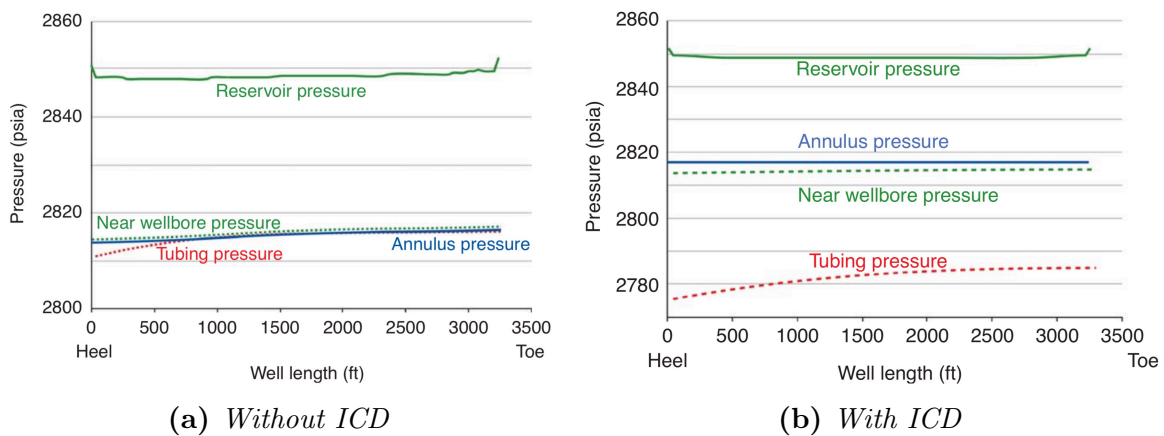 2860
2840
2820
2800
Pressure (psia)
Reservoir pressure
Near wellbore pressure
Tubing pressure
Annulus pressure
0 500 1000 1500 2000 2500 3000 3500
Heel Toe
Well length (ft)
(a) Without ICD
2860
2840
2820
2800
2780
Pressure (psia)
Reservoir pressure
Annulus pressure
Near wellbore pressure
Tubing pressure
0 500 1000 1500 2000 2500 3000 3500
Heel Toe
Well length (ft)
(b) With ICD